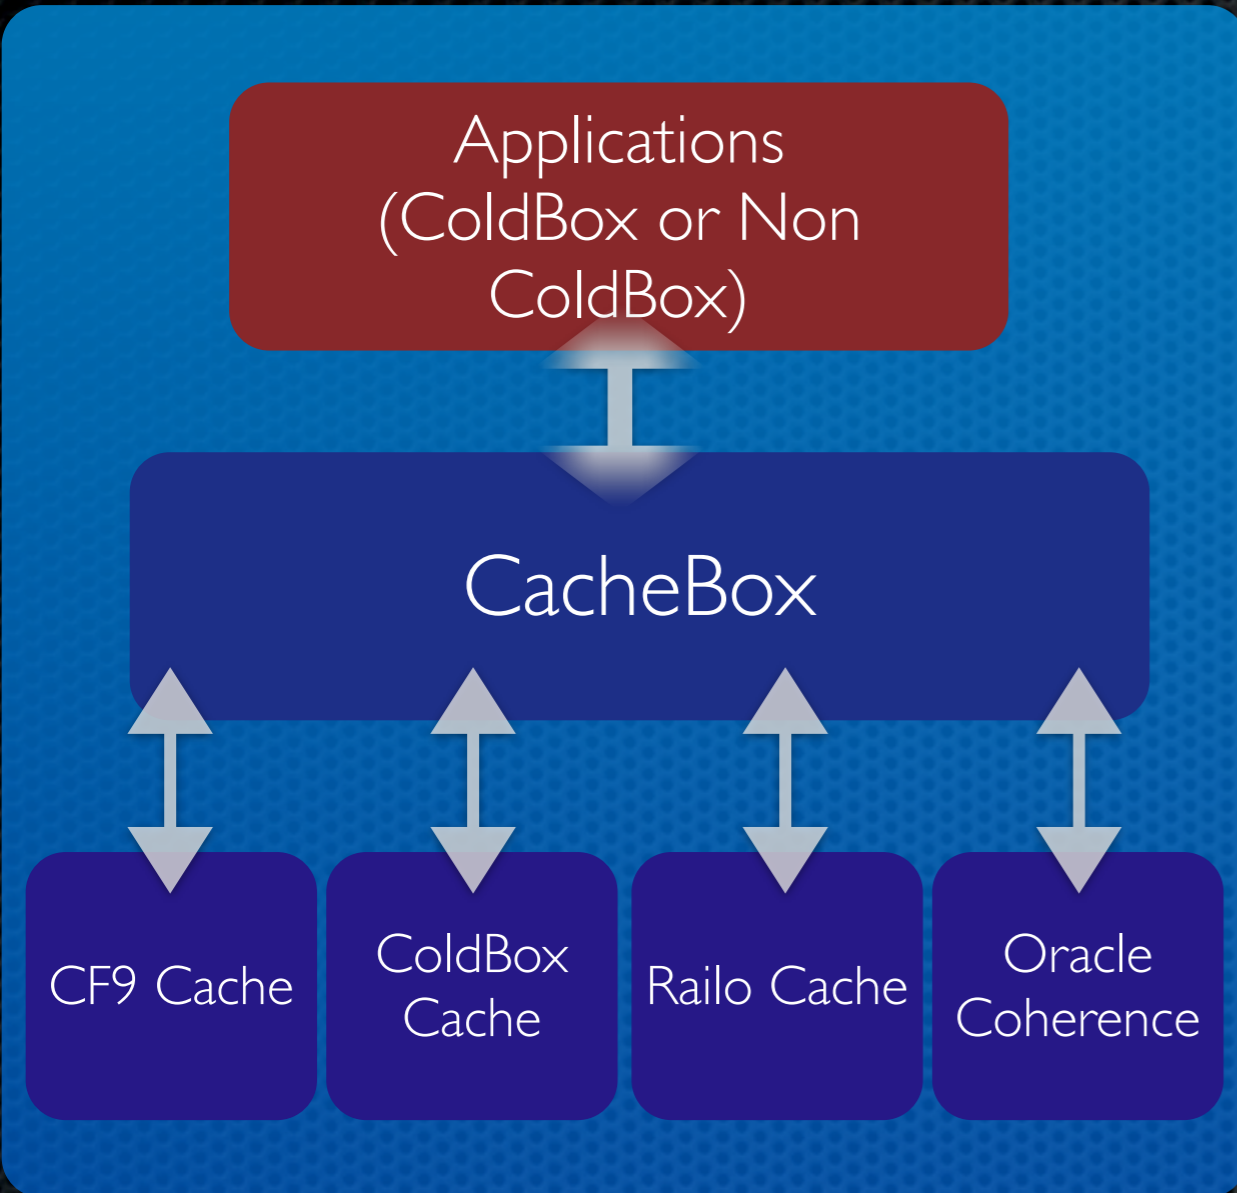 Applications
(ColdBox or Non
ColdBox)
CacheBox
CF9 Cache
ColdBox
Cache
Railo Cache
Oracle
Coherence